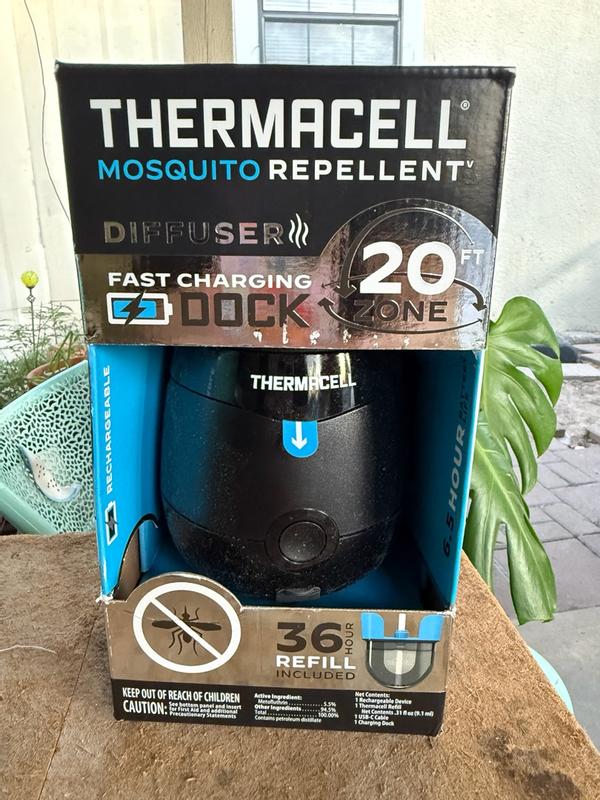 THERMACELL®
MOSQUITO REPELLENTⱽ
DIFFUSER
FAST CHARGING
DOCK
20 FT
ZONE
RECHARGEABLE
THERMACELL
6.5 HOUR
36 HOUR
REFILL
INCLUDED
KEEP OUT OF REACH OF CHILDREN
CAUTION: See bottom panel and insert
for First Aid and additional
Precautionary Statements
Active Ingredient:
Metofluthrin.............. 5.5%
Other Ingredients........ 94.5%
Total.................. 100.00%
Contains petroleum distillate
Net Contents:
1 Rechargeable Device
1 Thermacell Refill
Net Contents .31 fl oz (9.1 ml)
1 USB-C Cable
1 Charging Dock